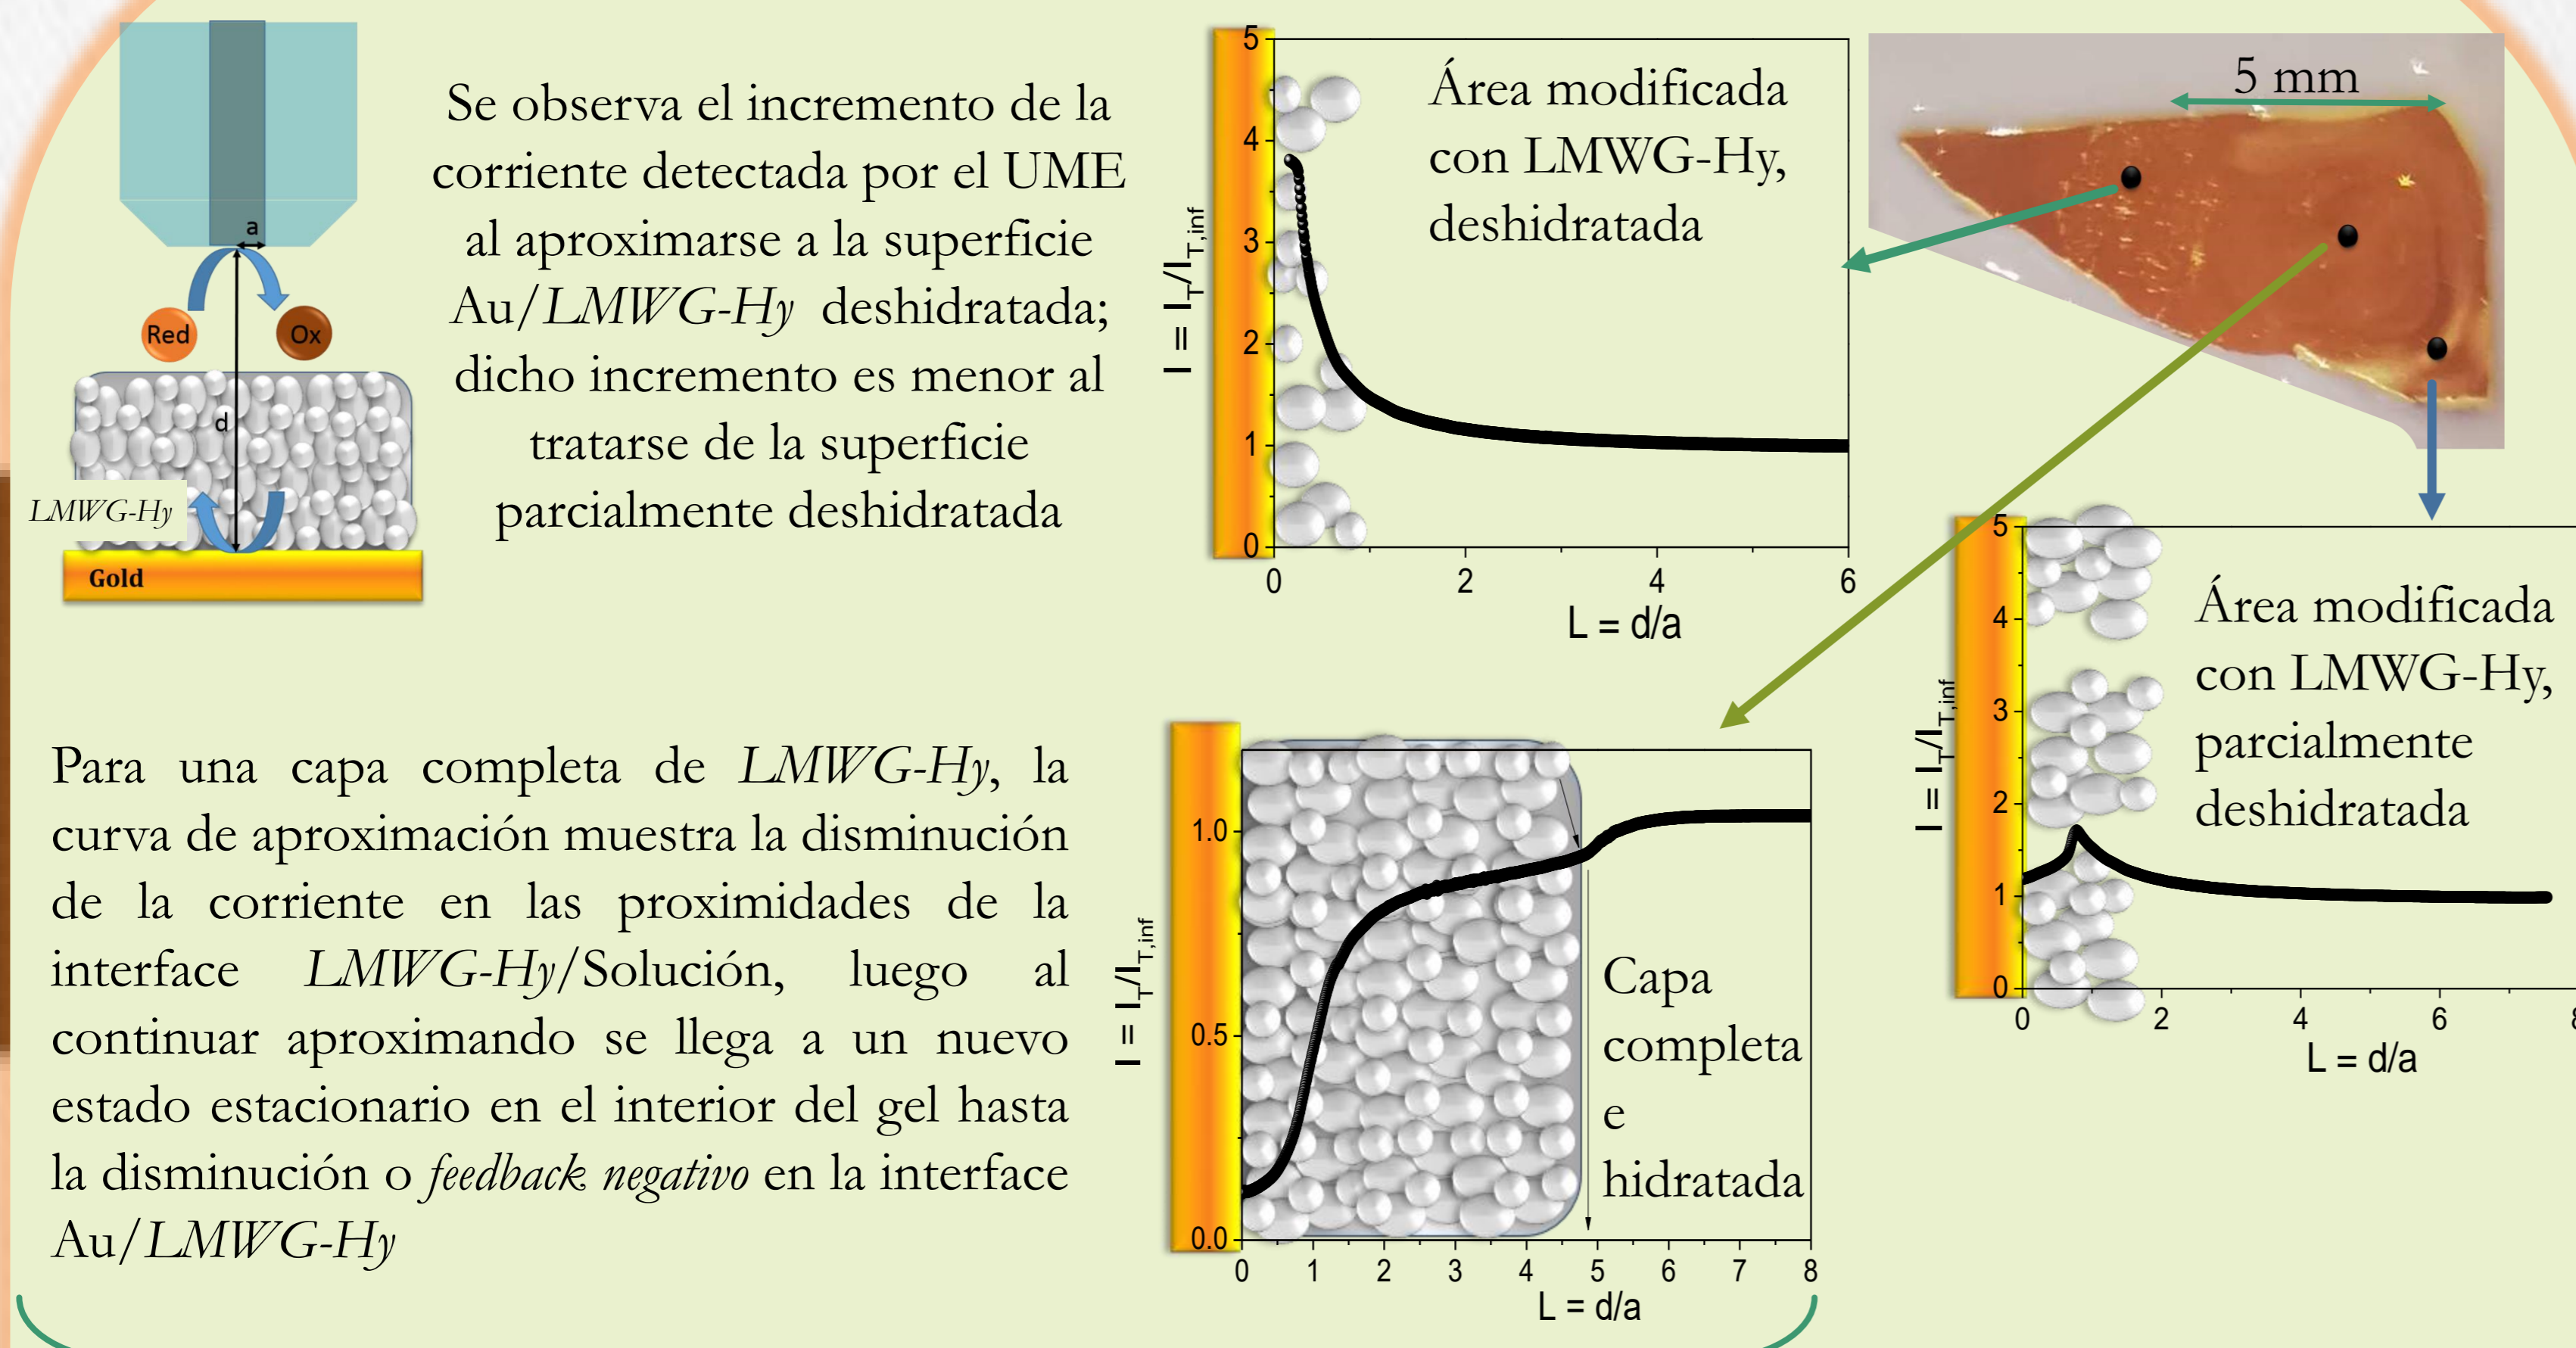 a
Red
Ox
d
LMWG-Hy
Gold
Se observa el incremento de la
corriente detectada por el UME
al aproximarse a la superficie
Au/LMWG-Hy deshidratada;
dicho incremento es menor al
tratarse de la superficie
parcialmente deshidratada
5
4
3
2
1
0
I = I_T/I_T,inf
Área modificada
con LMWG-Hy,
deshidratada
0 2 4 6
L = d/a
5 mm
Para una capa completa de LMWG-Hy, la
curva de aproximación muestra la disminución
de la corriente en las proximidades de la
interface LMWG-Hy/Solución, luego al
continuar aproximando se llega a un nuevo
estado estacionario en el interior del gel hasta
la disminución o feedback negativo en la interface
Au/LMWG-Hy
1.0
0.5
0.0
I = I_T/I_T,inf
Capa
completa
e
hidratada
0 1 2 3 4 5 6 7 8
L = d/a
5
4
3
2
1
0
I = I_T/I_T,inf
Área modificada
con LMWG-Hy,
parcialmente
deshidratada
0 2 4 6 8
L = d/a